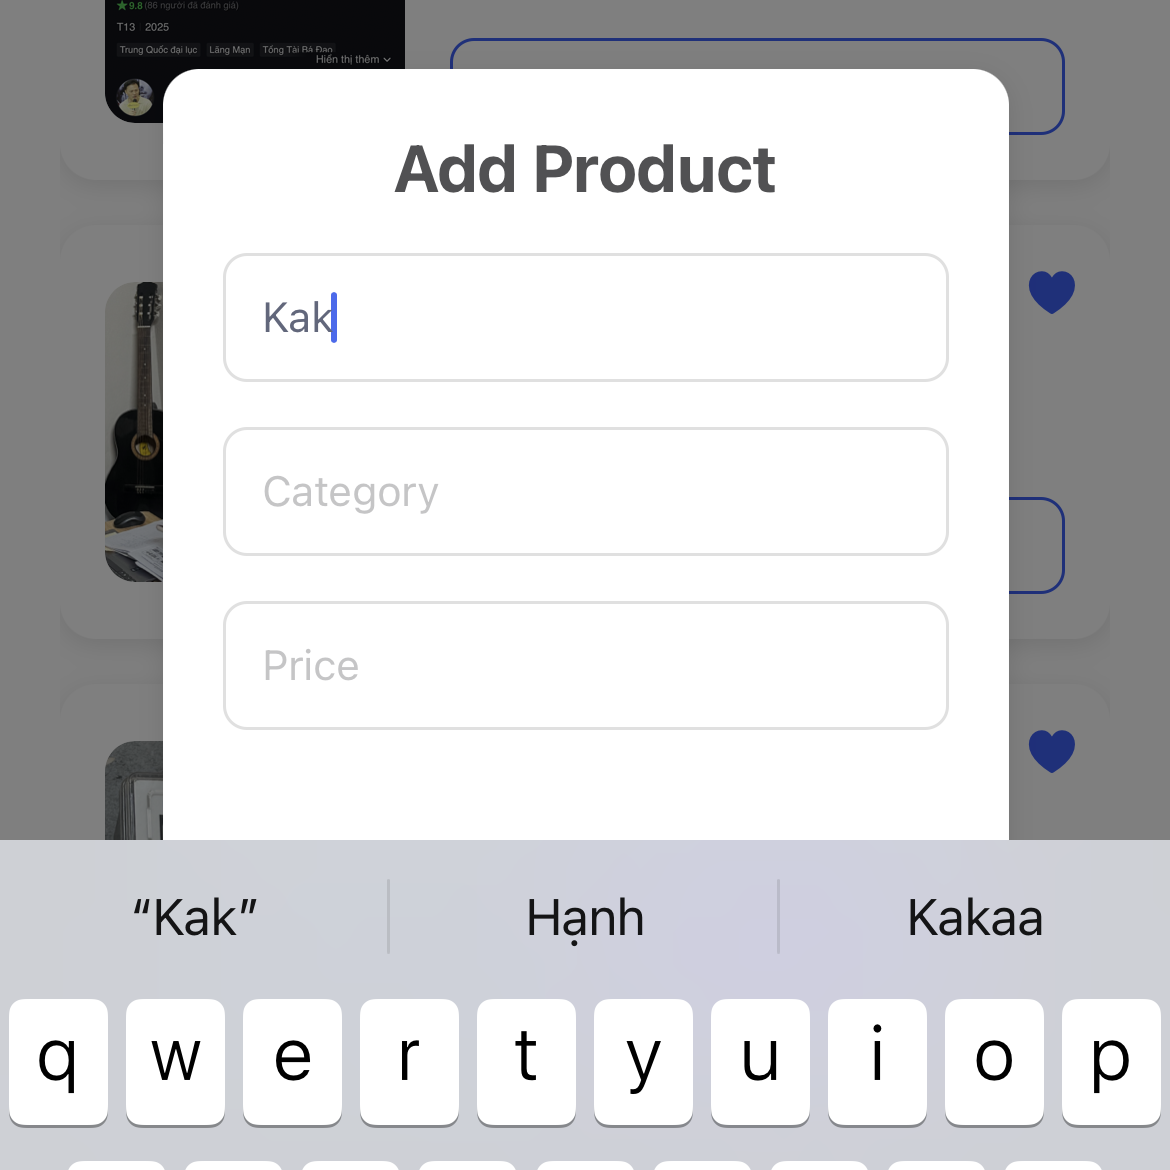 9.8 (86 người đã đánh giá)
T13 2025
Trung Quốc đại lục Lãng Mạn Tổng Tài Bá Đạo
Hiển thị thêm
Add Product
Kak
Category
Price
“Kak” Hạnh Kakaa
q w e r t y u i o p